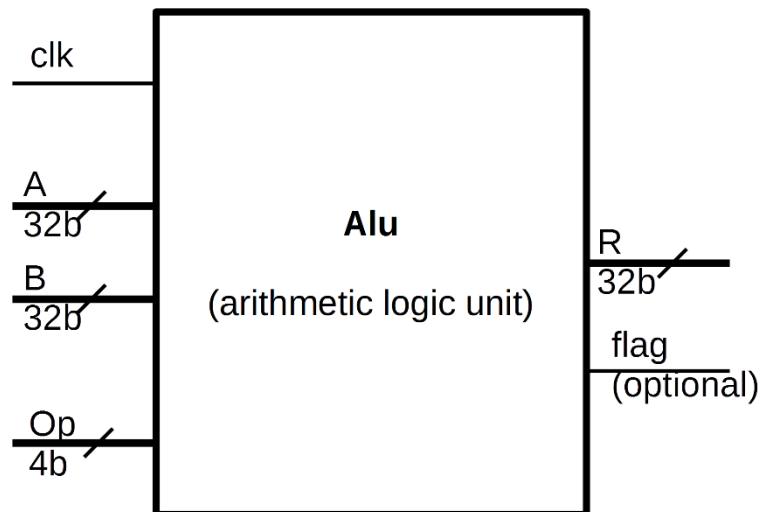 clk
A
32b
B
32b
Op
4b
Alu
(arithmetic logic unit)
R
32b
flag
(optional)